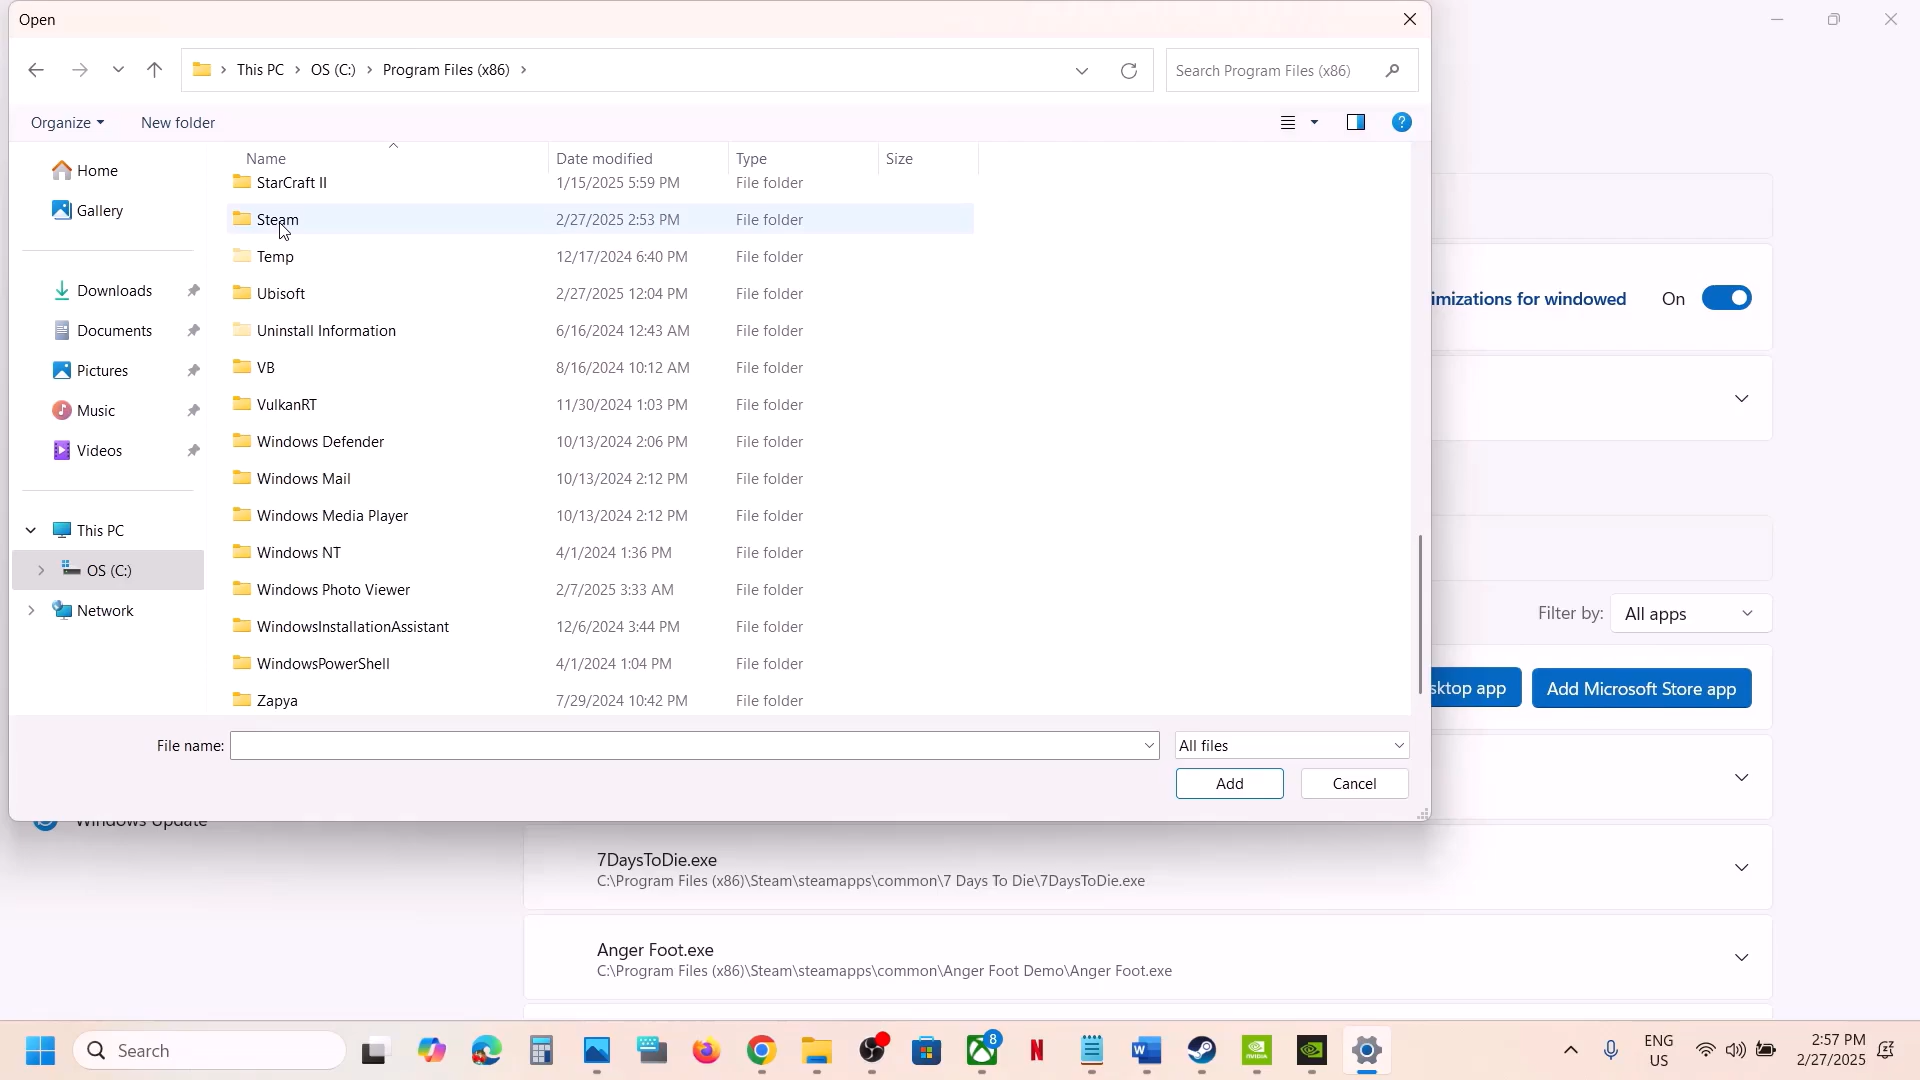 Open
This PC > OS (C:) > Program Files (x86) >
Search Program Files (x86)
Organize
New folder
Name Date modified Type Size
Home
Gallery
Downloads
Documents
Pictures
Music
Videos
This PC
OS (C:)
Network
StarCraft II 1/15/2025 5:59 PM File folder
Steam 2/27/2025 2:53 PM File folder
Temp 12/17/2024 6:40 PM File folder
Ubisoft 2/27/2025 12:04 PM File folder
Uninstall Information 6/16/2024 12:43 AM File folder
VB 8/16/2024 10:12 AM File folder
VulkanRT 11/30/2024 1:03 PM File folder
Windows Defender 10/13/2024 2:06 PM File folder
Windows Mail 10/13/2024 2:12 PM File folder
Windows Media Player 10/13/2024 2:12 PM File folder
Windows NT 4/1/2024 1:36 PM File folder
Windows Photo Viewer 2/7/2025 3:33 AM File folder
WindowsInstallationAssistant 12/6/2024 3:44 PM File folder
WindowsPowerShell 4/1/2024 1:04 PM File folder
Zapya 7/29/2024 10:42 PM File folder
File name:
All files
Add
Cancel
imizations for windowed On
Filter by: All apps
sktop app
Add Microsoft Store app
Windows Update
7DaysToDie.exe
C:\Program Files (x86)\Steam\steamapps\common\7 Days To Die\7DaysToDie.exe
Anger Foot.exe
C:\Program Files (x86)\Steam\steamapps\common\Anger Foot Demo\Anger Foot.exe
Search
8
ENG
US
2:57 PM
2/27/2025